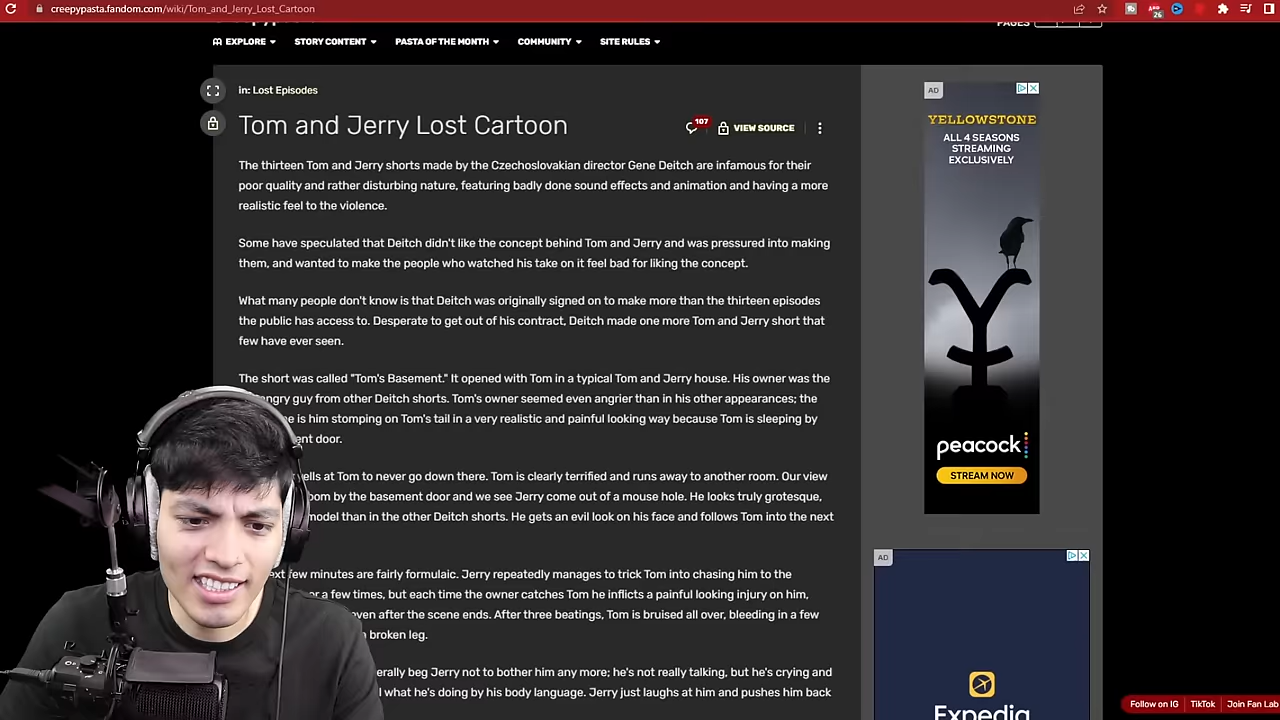 creepypasta.fandom.com/wiki/Tom_and_Jerry_Lost_Cartoon
26
PAGES
EXPLORE STORY CONTENT PASTA OF THE MONTH COMMUNITY SITE RULES
in: Lost Episodes
Tom and Jerry Lost Cartoon
107
VIEW SOURCE
The thirteen Tom and Jerry shorts made by the Czechoslovakian director Gene Deitch are infamous for their
poor quality and rather disturbing nature, featuring badly done sound effects and animation and having a more
realistic feel to the violence.
Some have speculated that Deitch didn't like the concept behind Tom and Jerry and was pressured into making
them, and wanted to make the people who watched his take on it feel bad for liking the concept.
What many people don't know is that Deitch was originally signed on to make more than the thirteen episodes
the public has access to. Desperate to get out of his contract, Deitch made one more Tom and Jerry short that
few have ever seen.
The short was called "Tom's Basement." It opened with Tom in a typical Tom and Jerry house. His owner was the
angry guy from other Deitch shorts. Tom's owner seemed even angrier than in his other appearances; the
is him stomping on Tom's tail in a very realistic and painful looking way because Tom is sleeping by
door.
at Tom to never go down there. Tom is clearly terrified and runs away to another room. Our view
by the basement door and we see Jerry come out of a mouse hole. He looks truly grotesque,
model than in the other Deitch shorts. He gets an evil look on his face and follows Tom into the next
few minutes are fairly formulaic. Jerry repeatedly manages to trick Tom into chasing him to the
a few times, but each time the owner catches Tom he inflicts a painful looking injury on him,
even after the scene ends. After three beatings, Tom is bruised all over, bleeding in a few
broken leg.
beg Jerry not to bother him any more; he's not really talking, but he's crying and
what he's doing by his body language. Jerry just laughs at him and pushes him back
AD
YELLOWSTONE
ALL 4 SEASONS
STREAMING
EXCLUSIVELY
peacock
STREAM NOW
AD
Expedia
Follow on IG TikTok Join Fan Lab